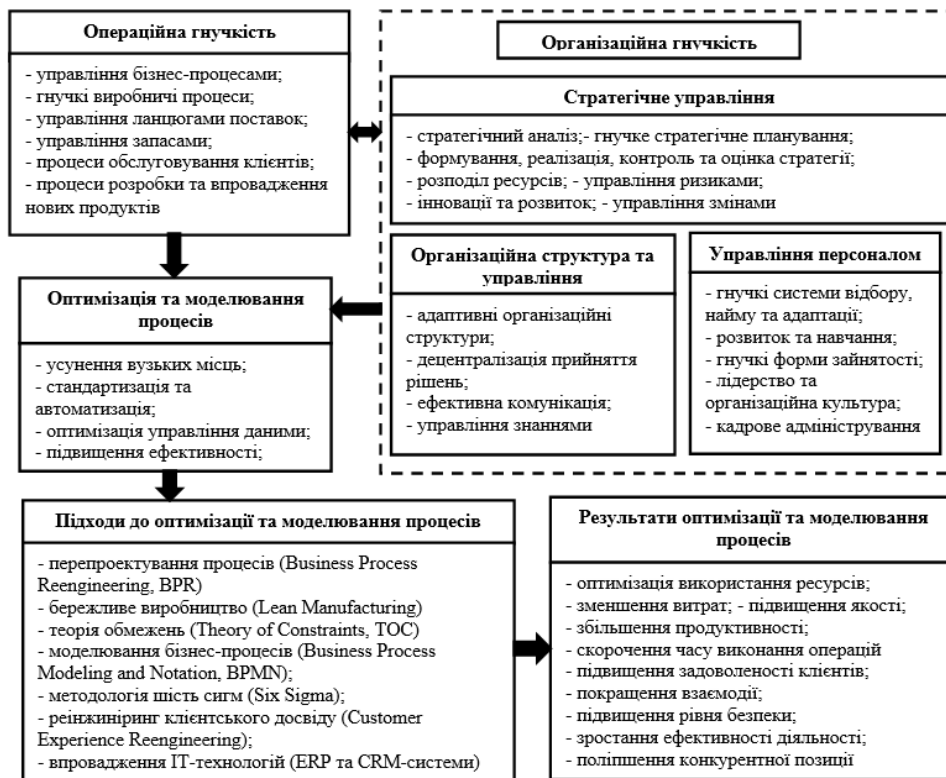 Операційна гнучкість
- управління бізнес-процесами;
- гнучкі виробничі процеси;
- управління ланцюгами поставок;
- управління запасами;
- процеси обслуговування клієнтів;
- процеси розробки та впровадження
нових продуктів
Організаційна гнучкість
Стратегічне управління
- стратегічний аналіз;- гнучке стратегічне планування;
- формування, реалізація, контроль та оцінка стратегії;
- розподіл ресурсів; - управління ризиками;
- інновації та розвиток; - управління змінами
Організаційна структура та
управління
- адаптивні організаційні
структури;
- децентралізація прийняття
рішень;
- ефективна комунікація;
- управління знаннями
Управління персоналом
- гнучкі системи відбору,
найму та адаптації;
- розвиток та навчання;
- гнучкі форми зайнятості;
- лідерство та
організаційна культура;
- кадрове адміністрування
Оптимізація та моделювання
процесів
- усунення вузьких місць;
- стандартизація та
автоматизація;
- оптимізація управління даними;
- підвищення ефективності;
Підходи до оптимізації та моделювання процесів
- перепроектування процесів (Business Process
Reengineering, BPR)
- бережливе виробництво (Lean Manufacturing)
- теорія обмежень (Theory of Constraints, TOC)
- моделювання бізнес-процесів (Business Process
Modeling and Notation, BPMN);
- методологія шість сигм (Six Sigma);
- реінжиніринг клієнтського досвіду (Customer
Experience Reengineering);
- впровадження ІТ-технологій (ERP та CRM-системи)
Результати оптимізації та моделювання
процесів
- оптимізація використання ресурсів;
- зменшення витрат; - підвищення якості;
- збільшення продуктивності;
- скорочення часу виконання операцій
- підвищення задоволеності клієнтів;
- покращення взаємодії;
- підвищення рівня безпеки;
- зростання ефективності діяльності;
- поліпшення конкурентної позиції